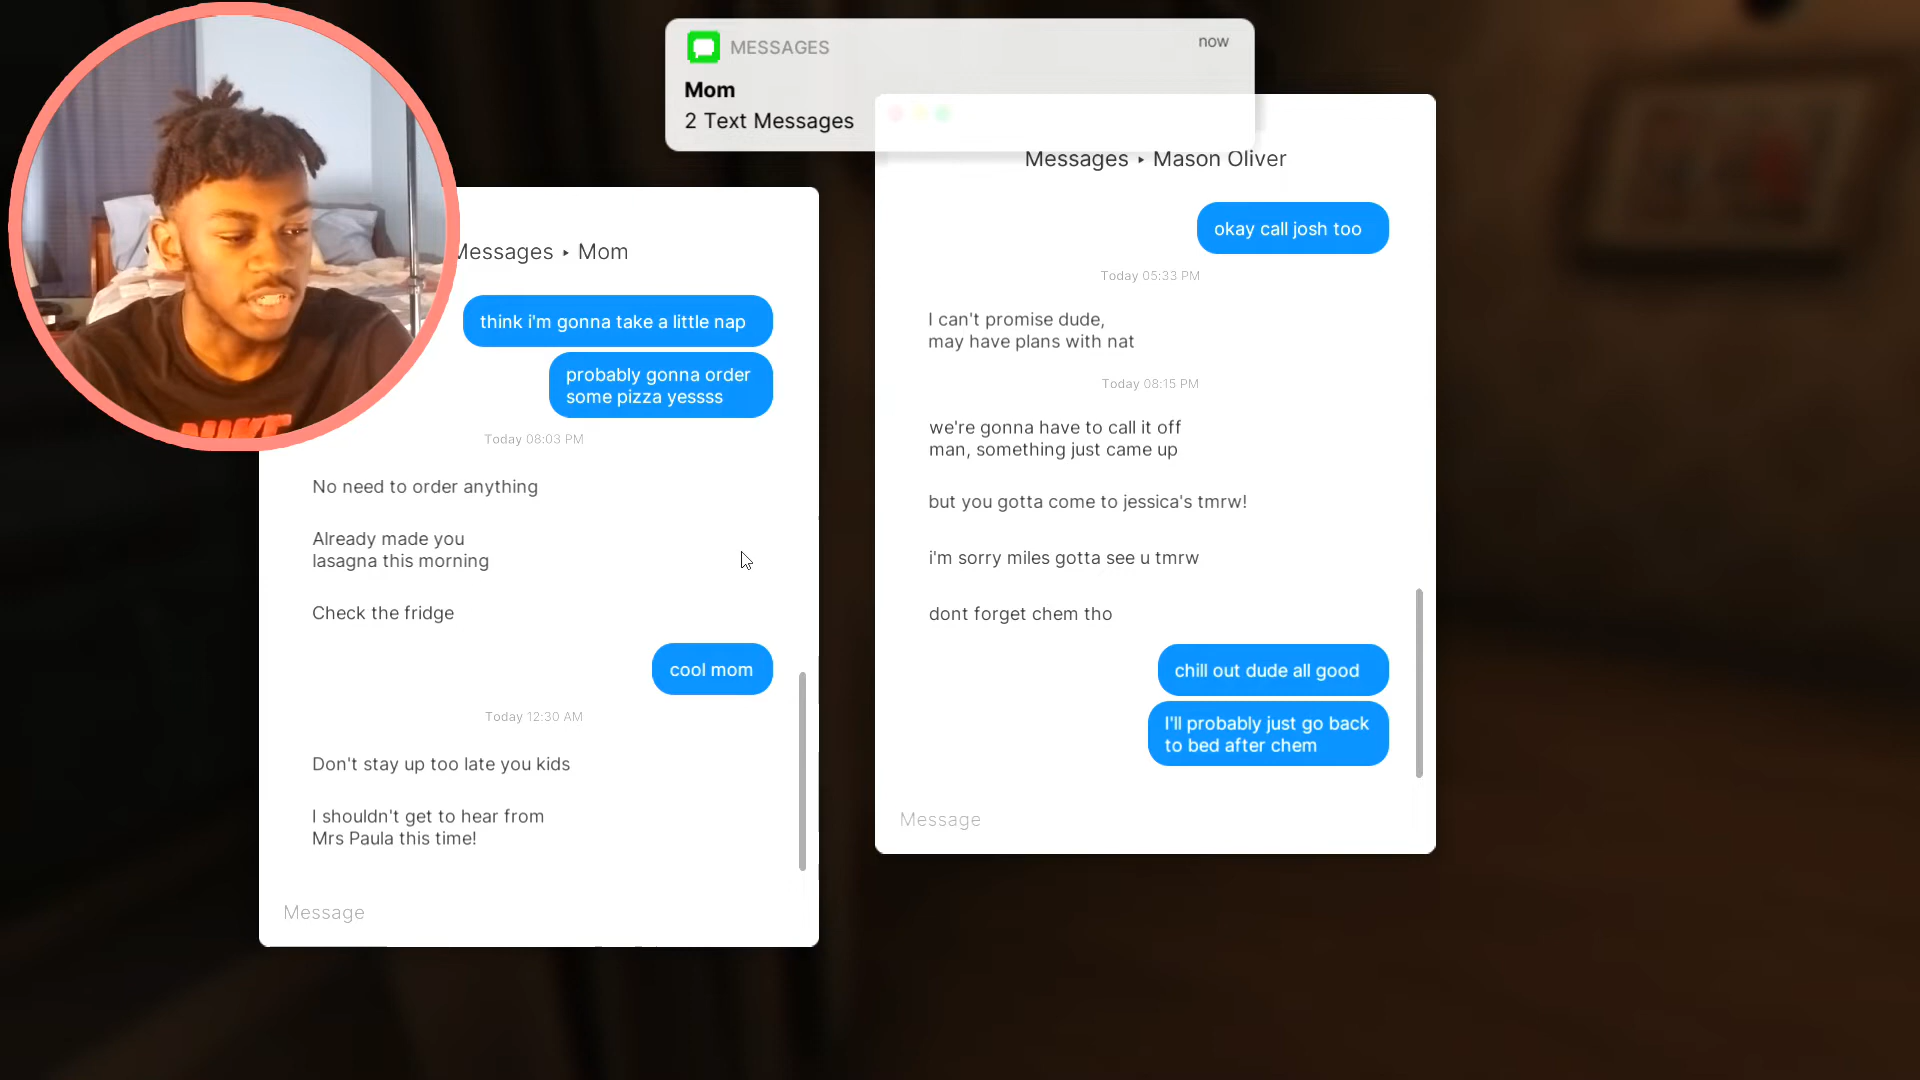 MESSAGES
now
Mom
2 Text Messages
Messages ▸ Mom
think i'm gonna take a little nap
probably gonna order
some pizza yessss
Today 08:03 PM
No need to order anything
Already made you
lasagna this morning
Check the fridge
cool mom
Today 12:30 AM
Don't stay up too late you kids
I shouldn't get to hear from
Mrs Paula this time!
Message
Messages ▸ Mason Oliver
okay call josh too
Today 05:33 PM
I can't promise dude,
may have plans with nat
Today 08:15 PM
we're gonna have to call it off
man, something just came up
but you gotta come to jessica's tmrw!
i'm sorry miles gotta see u tmrw
dont forget chem tho
chill out dude all good
I'll probably just go back
to bed after chem
Message
NIKE